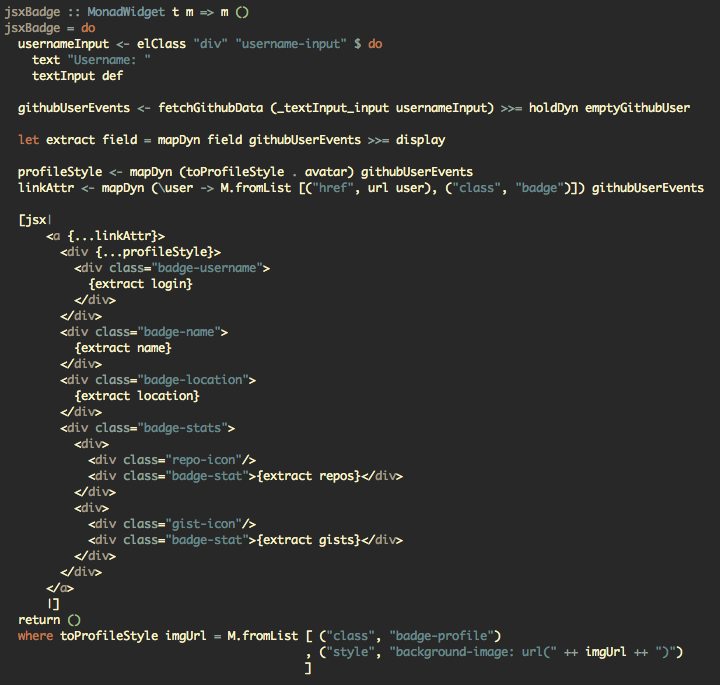 jsxBadge :: MonadWidget t m => m ()
jsxBadge = do
  usernameInput <- elClass "div" "username-input" $ do
    text "Username: "
    textInput def

  githubUserEvents <- fetchGithubData (_textInput_input usernameInput) >>= holdDyn emptyGithubUser

  let extract field = mapDyn field githubUserEvents >>= display

  profileStyle <- mapDyn (toProfileStyle . avatar) githubUserEvents
  linkAttr <- mapDyn (\user -> M.fromList [("href", url user), ("class", "badge")]) githubUserEvents

  [jsx|
      <a {...linkAttr}>
        <div {...profileStyle}>
          <div class="badge-username">
            {extract login}
          </div>
        </div>
        <div class="badge-name">
          {extract name}
        </div>
        <div class="badge-location">
          {extract location}
        </div>
        <div class="badge-stats">
          <div>
            <div class="repo-icon"/>
            <div class="badge-stat">{extract repos}</div>
          </div>
          <div>
            <div class="gist-icon"/>
            <div class="badge-stat">{extract gists}</div>
          </div>
        </div>
      </a>
      |]
  return ()
  where toProfileStyle imgUrl = M.fromList [ ("class", "badge-profile")
                                           , ("style", "background-image: url(" ++ imgUrl ++ ")")
                                           ]